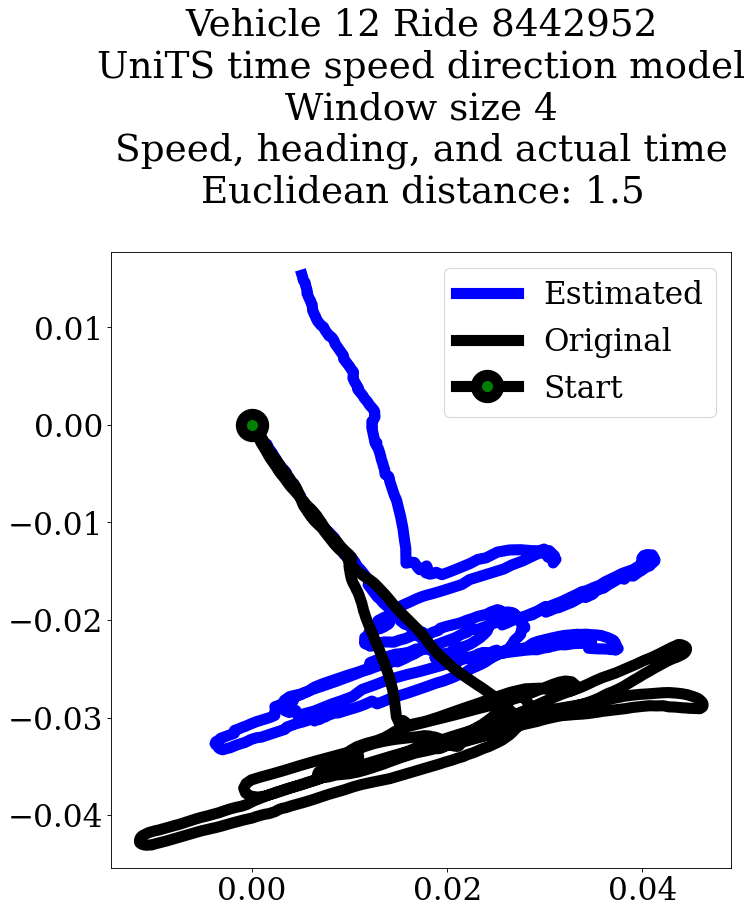 Vehicle 12 Ride 8442952
UniTS time speed direction model
Window size 4
Speed, heading, and actual time
Euclidean distance: 1.5
Estimated
Original
Start
0.01
0.00
−0.01
−0.02
−0.03
−0.04
0.00
0.02
0.04